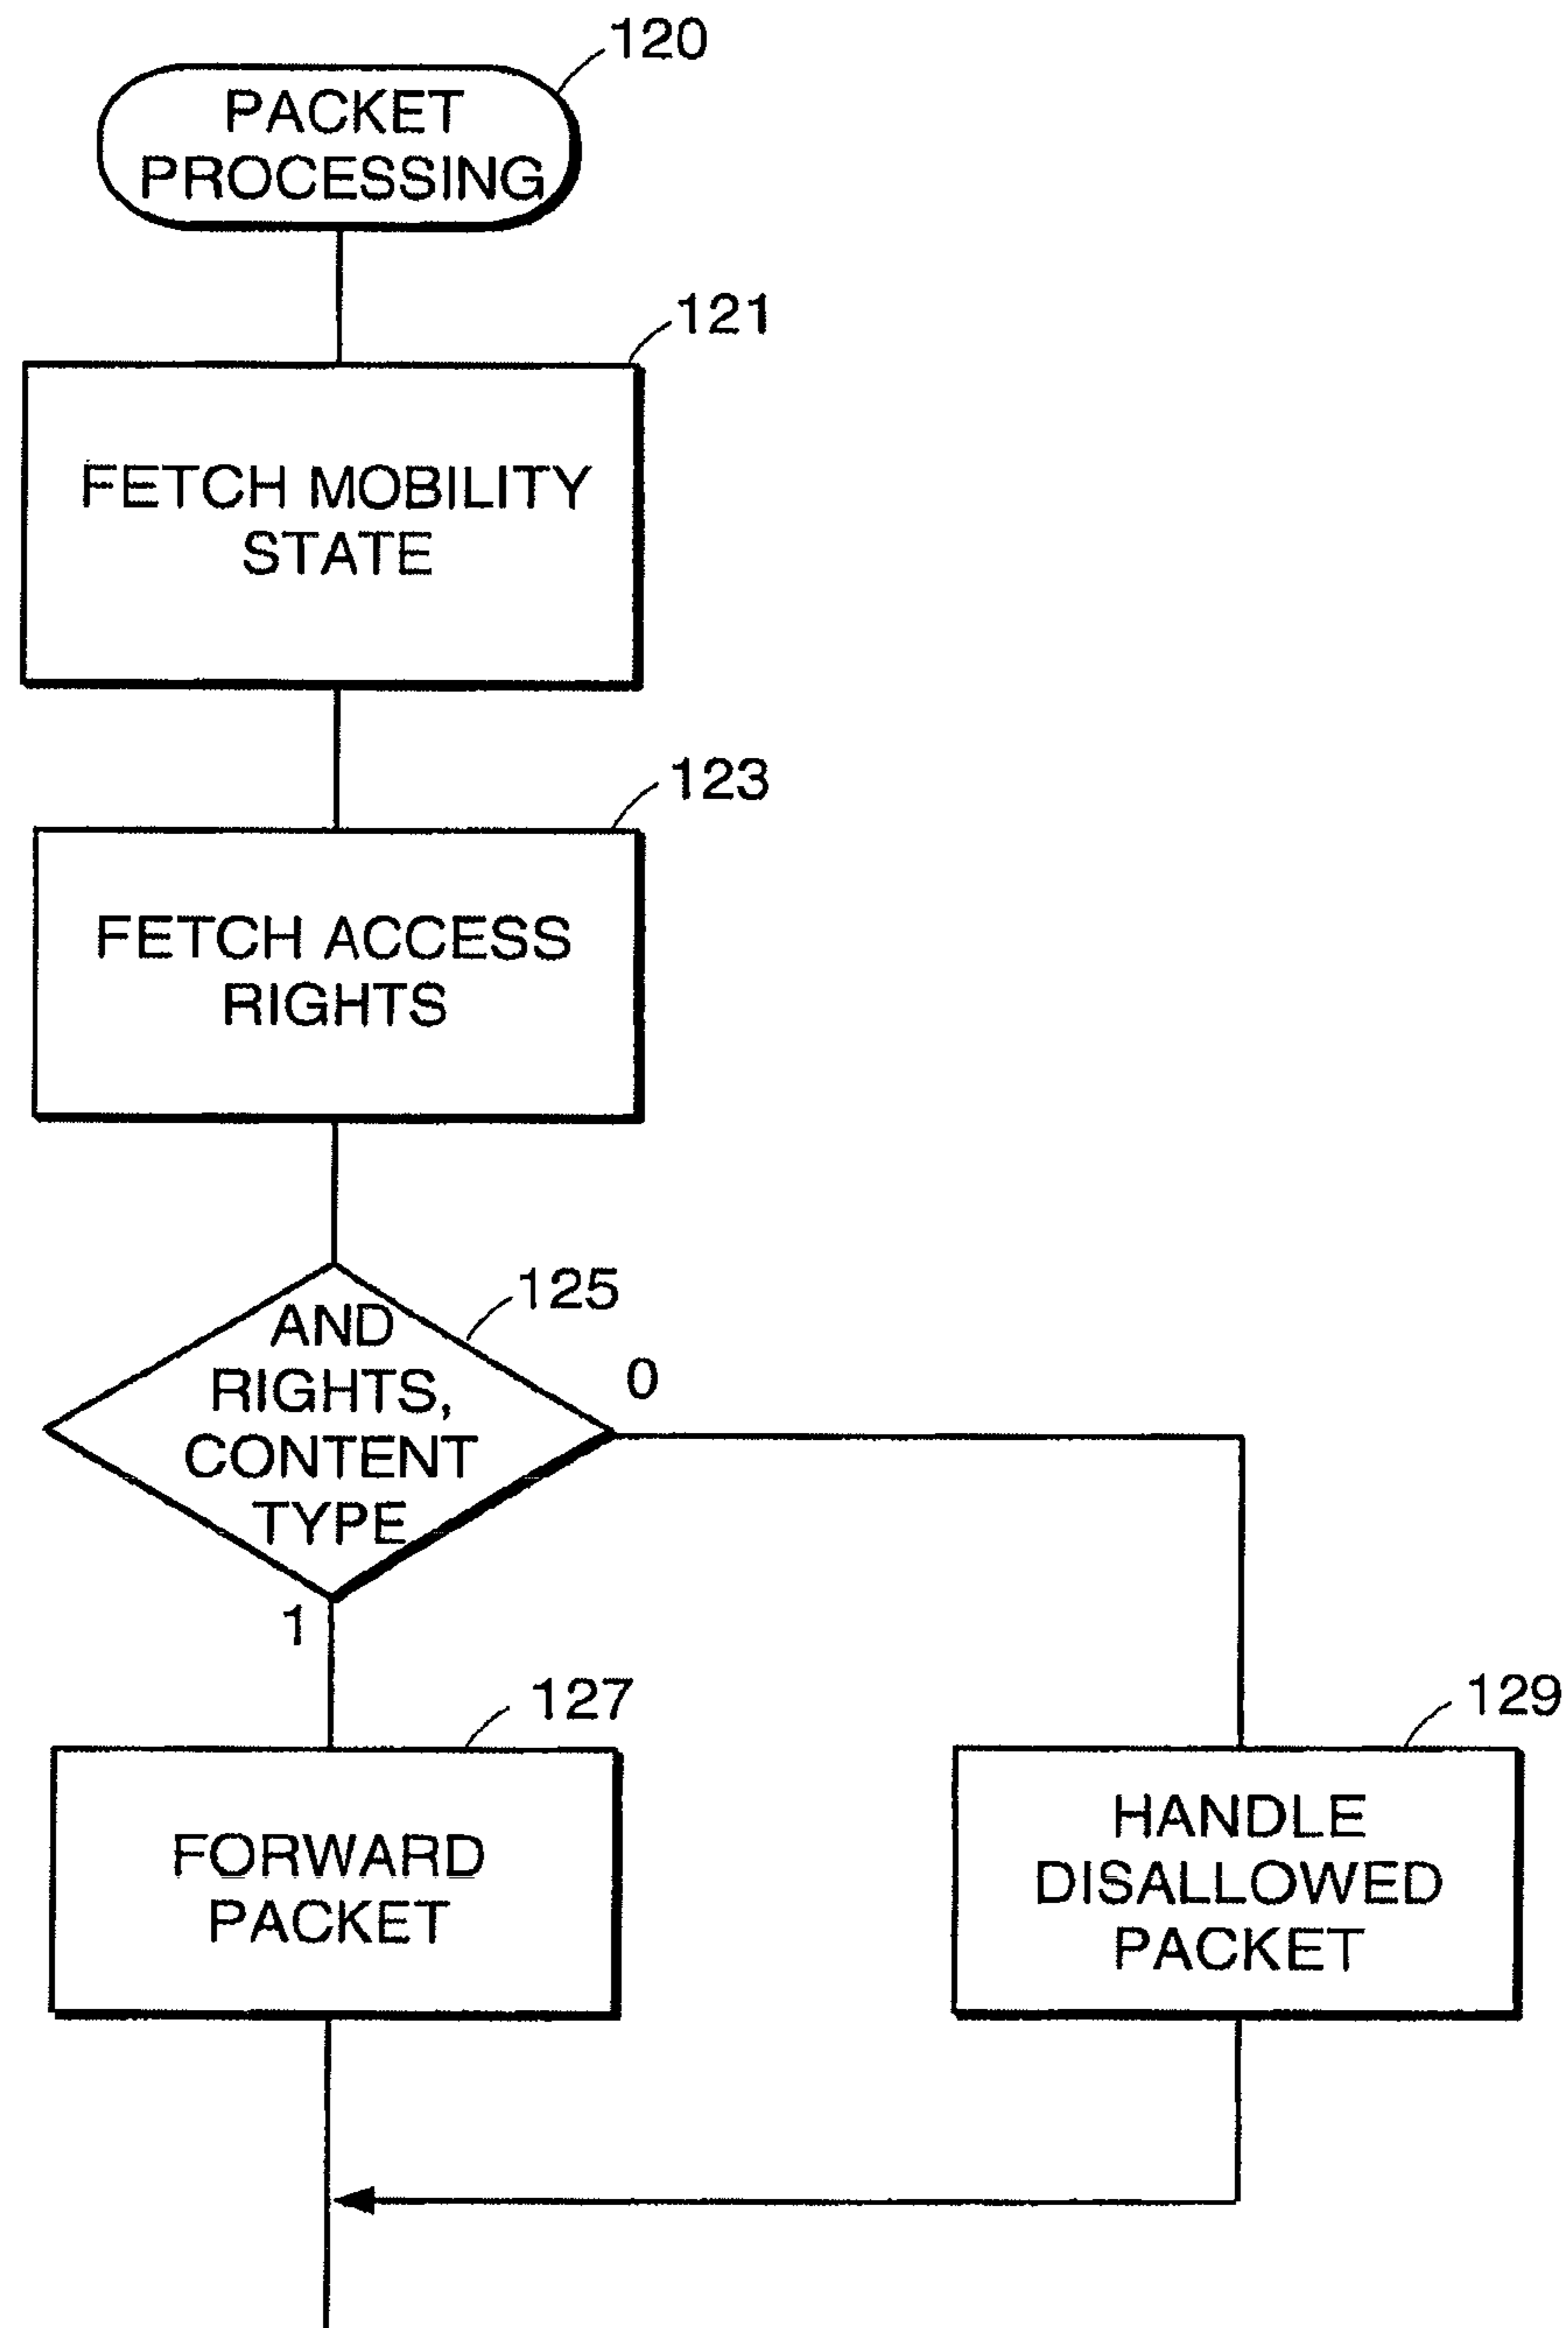 120
PACKET
PROCESSING
121
FETCH MOBILITY
STATE
123
FETCH ACCESS
RIGHTS
125
AND
RIGHTS,
CONTENT
TYPE
0
1
127
FORWARD
PACKET
129
HANDLE
DISALLOWED
PACKET